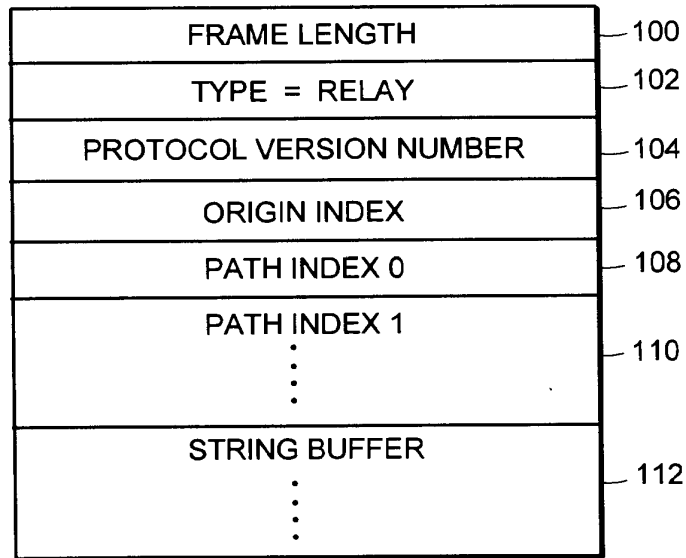 FRAME LENGTH 100
TYPE = RELAY 102
PROTOCOL VERSION NUMBER 104
ORIGIN INDEX 106
PATH INDEX 0 108
PATH INDEX 1
110
STRING BUFFER
112